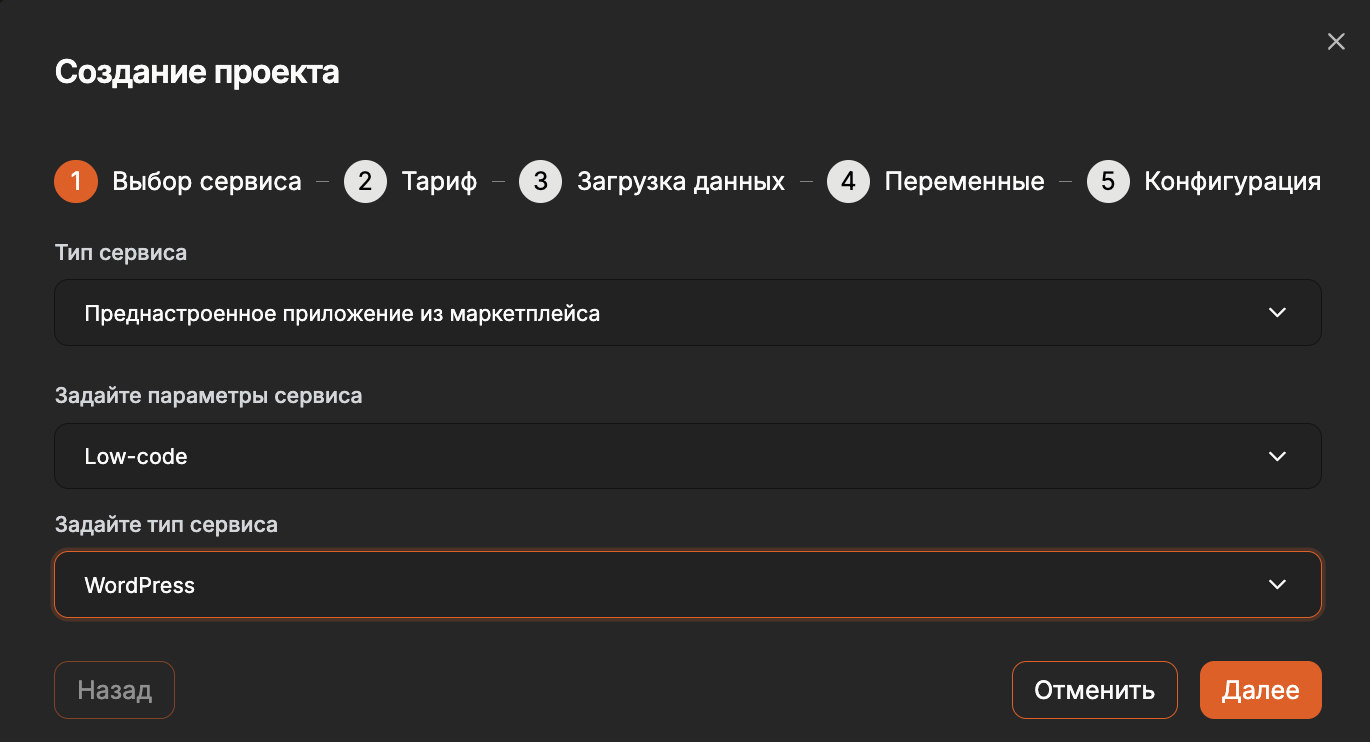 Создание проекта
1 Выбор сервиса – 2 Тариф – 3 Загрузка данных – 4 Переменные – 5 Конфигурация
Тип сервиса
Преднастроенное приложение из маркетплейса
Задайте параметры сервиса
Low-code
Задайте тип сервиса
WordPress
Назад Отменить Далее